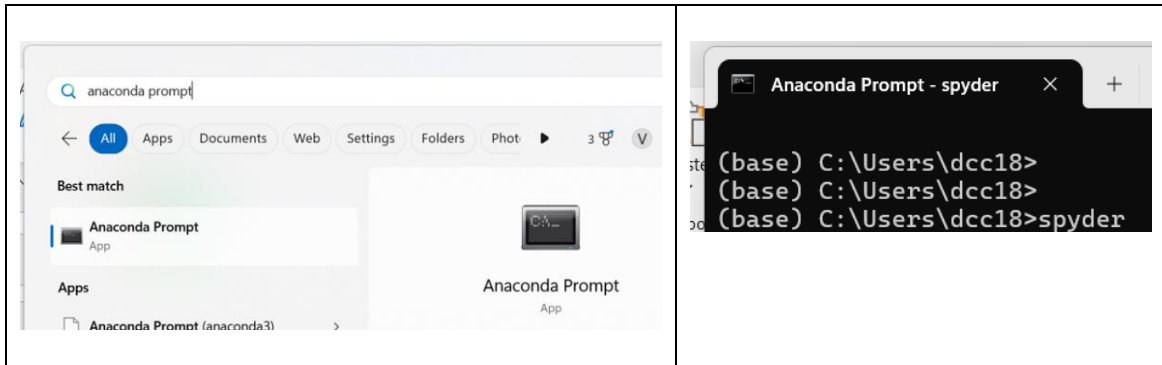 anaconda prompt
All Apps Documents Web Settings Folders Phot 3 V
Best match
Anaconda Prompt
App
Apps
Anaconda Prompt (anaconda3)
C:\_
Anaconda Prompt
App
Anaconda Prompt - spyder
(base) C:\Users\dcc18>
(base) C:\Users\dcc18>
(base) C:\Users\dcc18>spyder